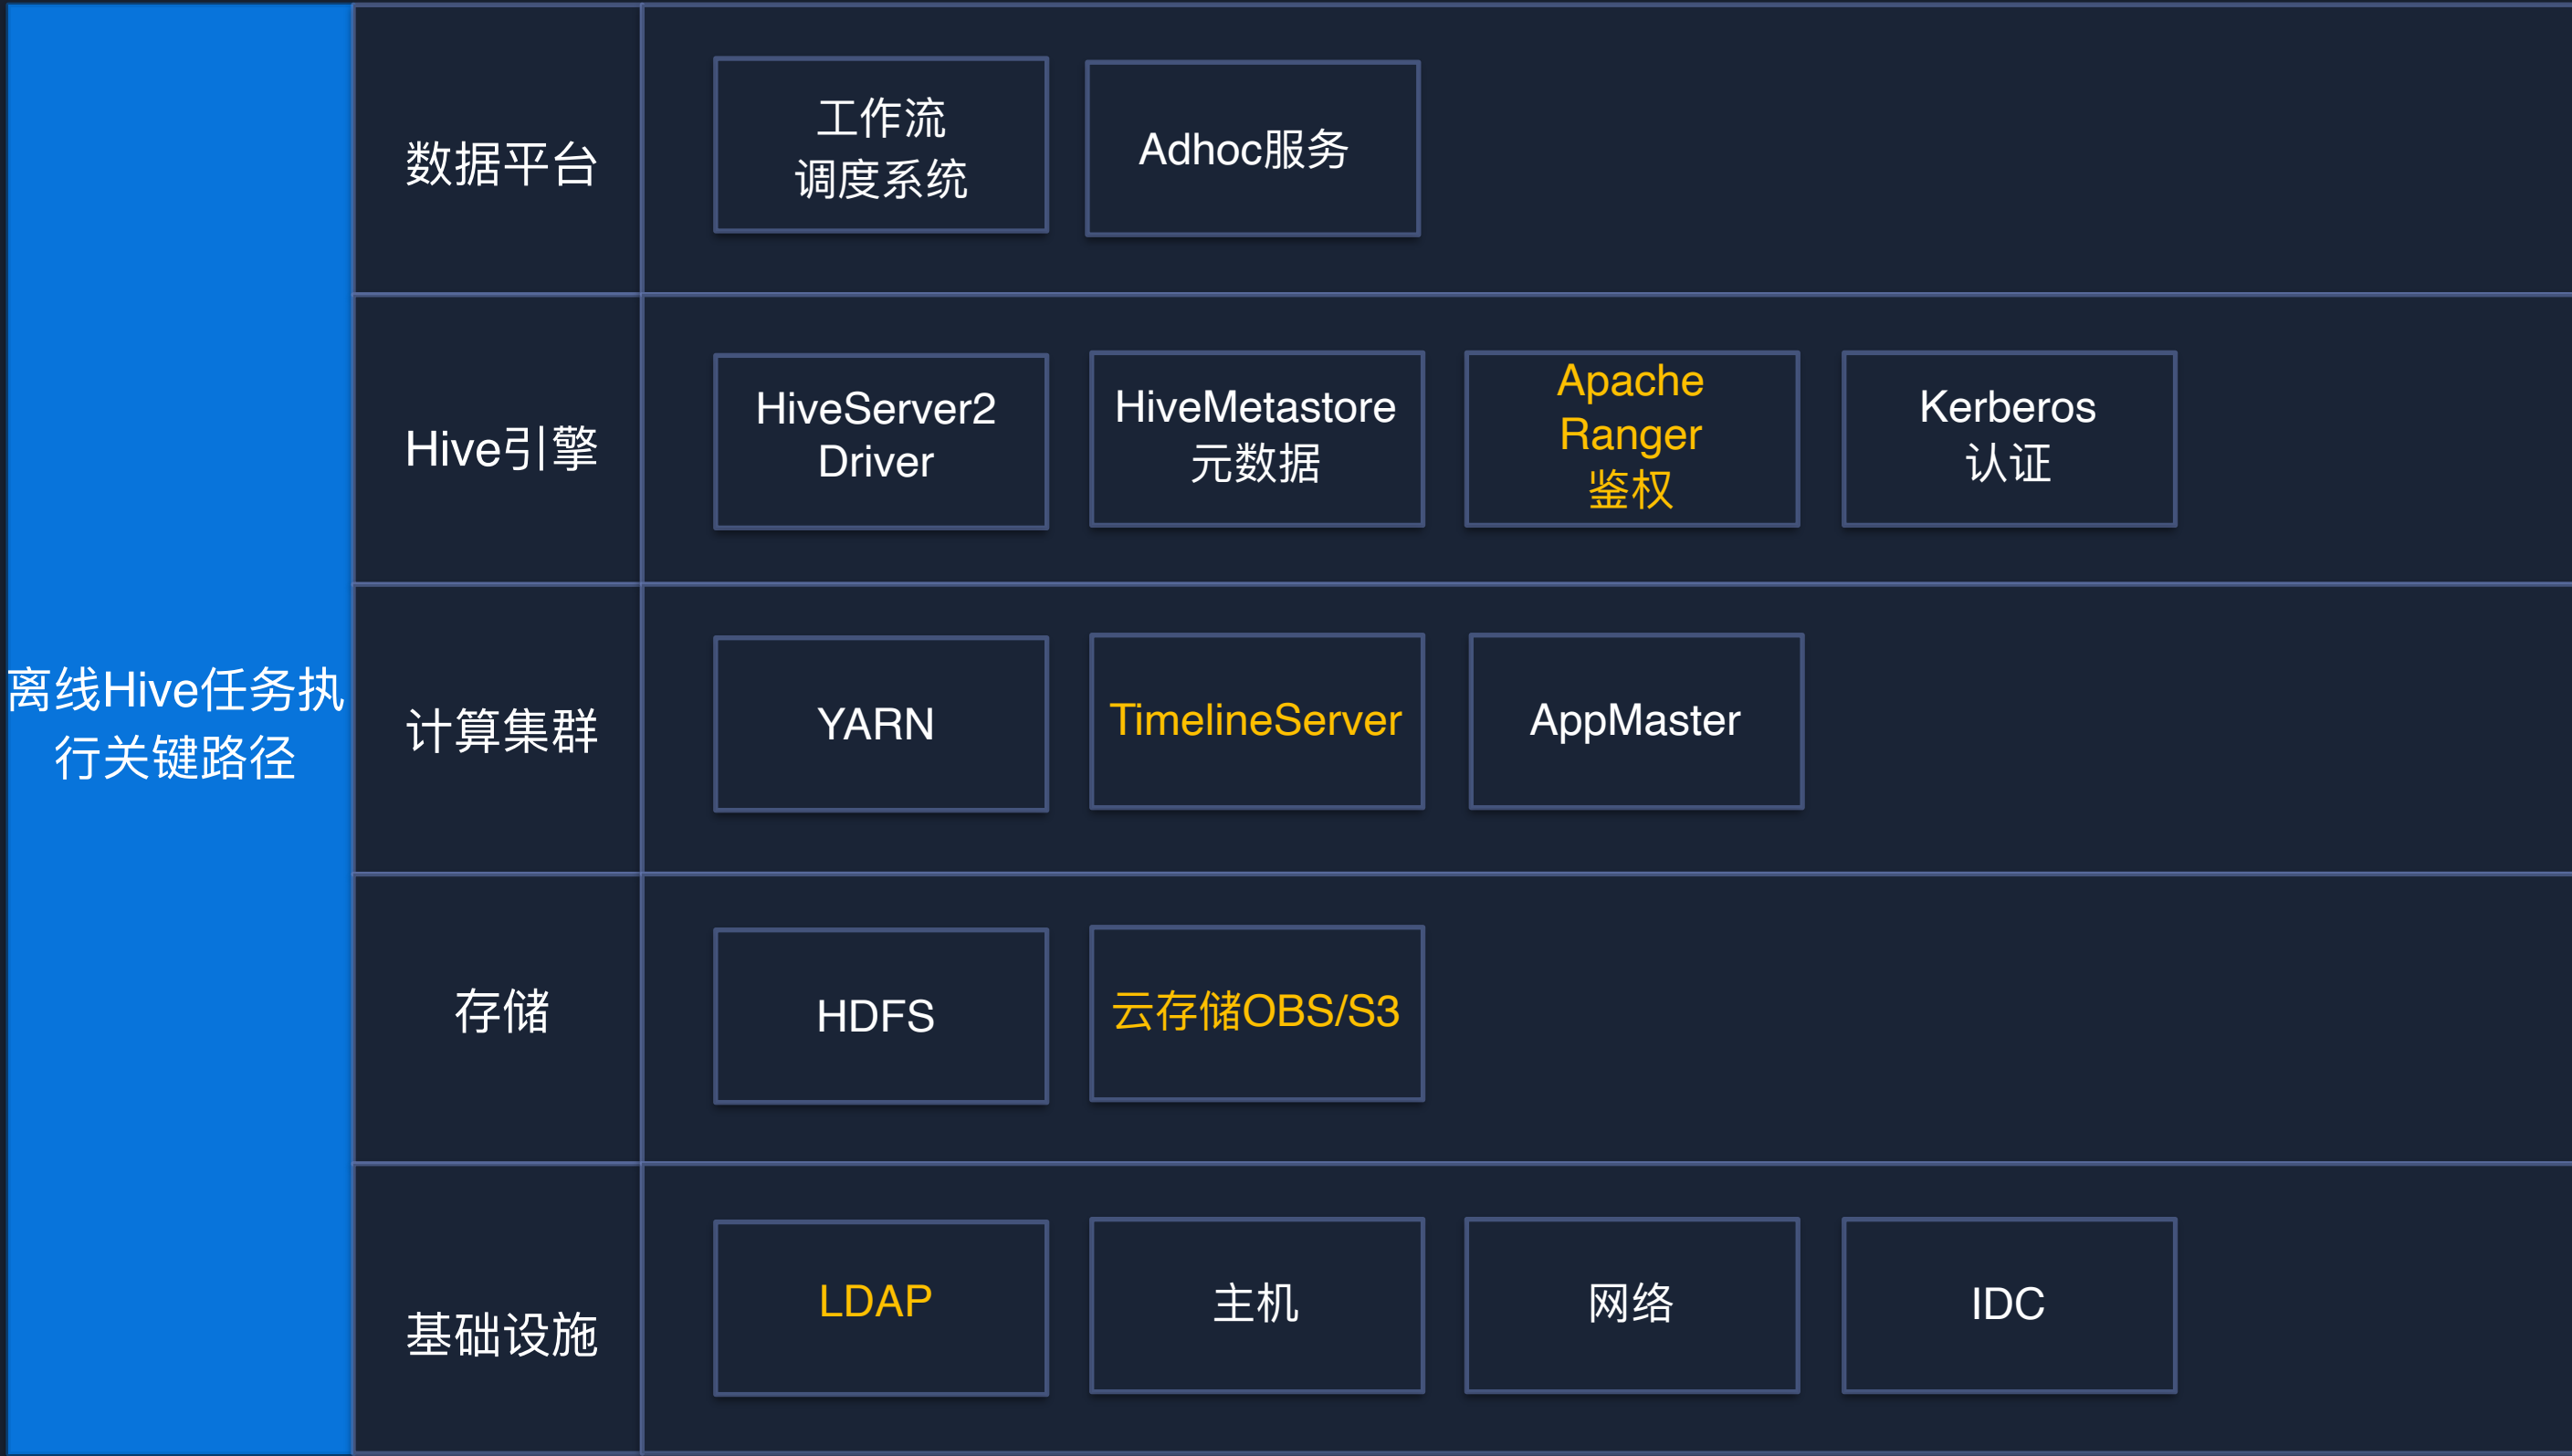 离线Hive任务执
行关键路径
数据平台
工作流
调度系统
Adhoc服务
Hive引擎
HiveServer2
Driver
HiveMetastore
元数据
Apache
Ranger
鉴权
Kerberos
认证
计算集群
YARN
TimelineServer
AppMaster
存储
HDFS
云存储OBS/S3
基础设施
LDAP
主机
网络
IDC